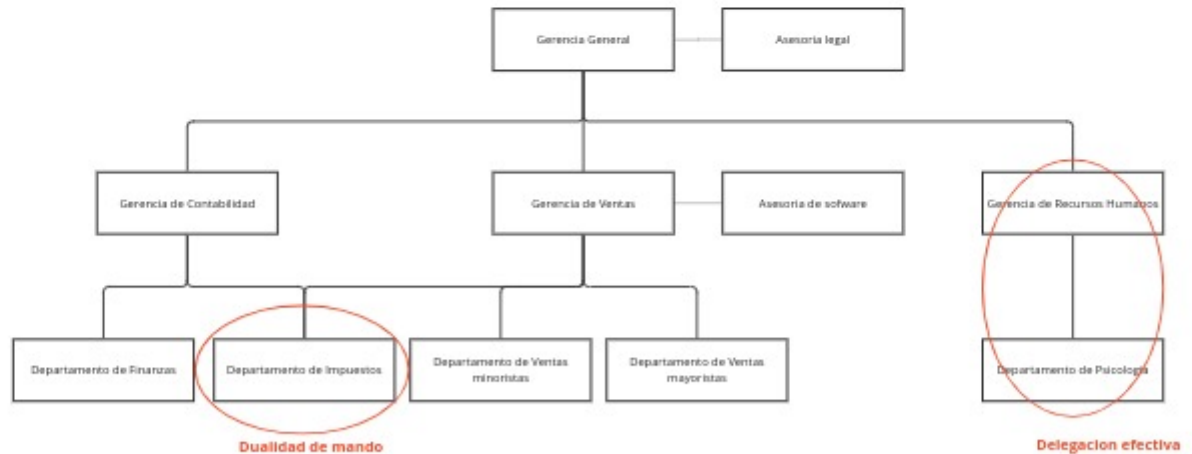 Gerencia General
Asesoria legal
Gerencia de Contabilidad
Gerencia de Ventas
Asesoria de sofware
Gerencia de Recursos Humanos
Departamento de Finanzas
Departamento de Impuestos
Departamento de Ventas
minoristas
Departamento de Ventas
mayoristas
Departamento de Psicologia
Dualidad de mando
Delegacion efectiva